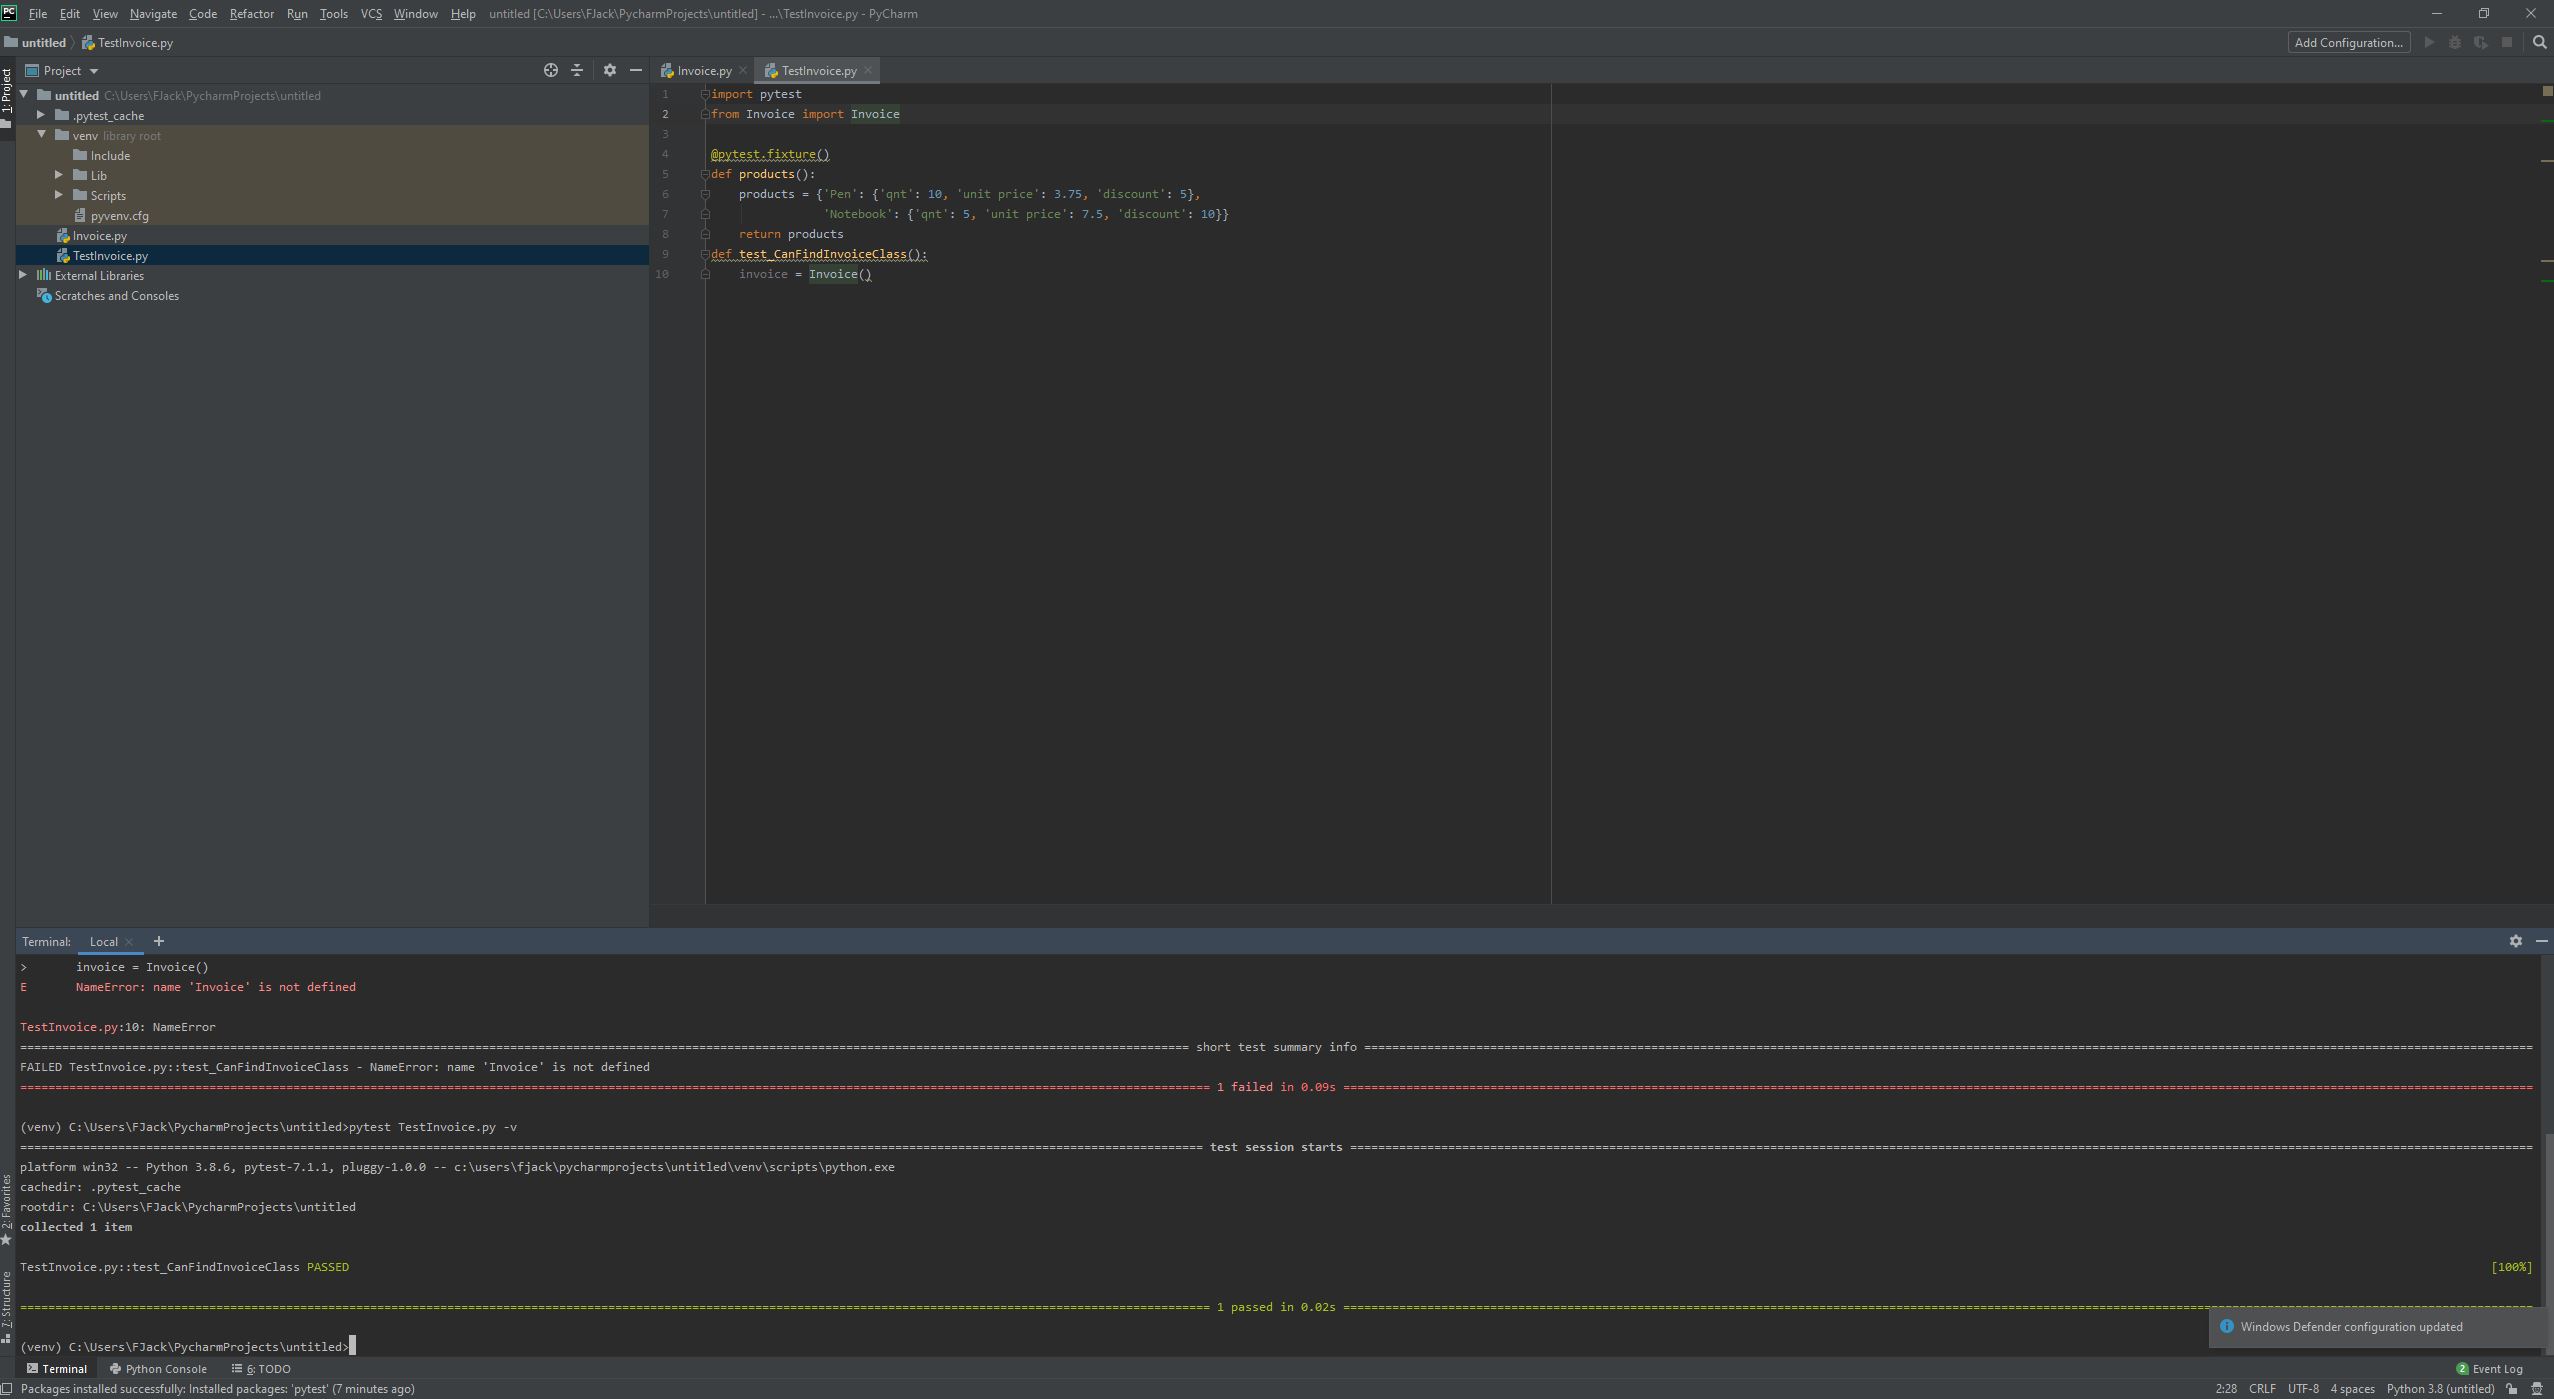 PC File Edit View Navigate Code Refactor Run Tools VCS Window Help untitled [C:\Users\FJack\PycharmProjects\untitled] - ...\TestInvoice.py - PyCharm
untitled TestInvoice.py Add Configuration...
1: Project
Project
untitled C:\Users\FJack\PycharmProjects\untitled
.pytest_cache
venv library root
Include
Lib
Scripts
pyvenv.cfg
Invoice.py
TestInvoice.py
External Libraries
Scratches and Consoles
Invoice.py TestInvoice.py
1 import pytest
2 from Invoice import Invoice
3
4 @pytest.fixture()
5 def products():
6 products = {'Pen': {'qnt': 10, 'unit price': 3.75, 'discount': 5},
7 'Notebook': {'qnt': 5, 'unit price': 7.5, 'discount': 10}}
8 return products
9 def test_CanFindInvoiceClass():
10 invoice = Invoice()
Terminal: Local +
> invoice = Invoice()
E NameError: name 'Invoice' is not defined
TestInvoice.py:10: NameError
short test summary info
FAILED TestInvoice.py::test_CanFindInvoiceClass - NameError: name 'Invoice' is not defined
1 failed in 0.09s
(venv) C:\Users\FJack\PycharmProjects\untitled>pytest TestInvoice.py -v
test session starts
platform win32 -- Python 3.8.6, pytest-7.1.1, pluggy-1.0.0 -- c:\users\fjack\pycharmprojects\untitled\venv\scripts\python.exe
cachedir: .pytest_cache
rootdir: C:\Users\FJack\PycharmProjects\untitled
collected 1 item
TestInvoice.py::test_CanFindInvoiceClass PASSED [100%]
1 passed in 0.02s
(venv) C:\Users\FJack\PycharmProjects\untitled>
2: Favorites
7: Structure
Windows Defender configuration updated
Terminal Python Console 6: TODO 2 Event Log
Packages installed successfully: Installed packages: 'pytest' (7 minutes ago) 2:28 CRLF UTF-8 4 spaces Python 3.8 (untitled)